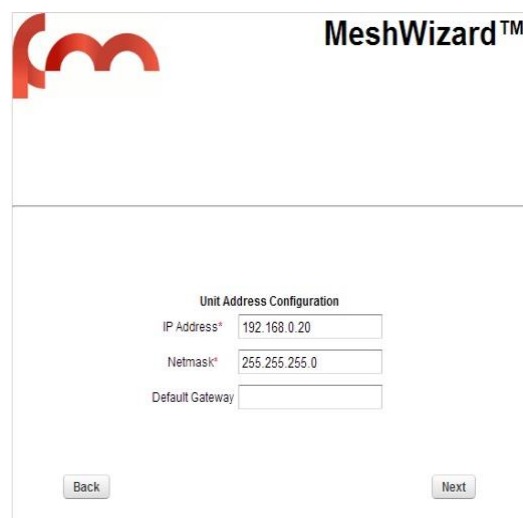 MeshWizard™
Unit Address Configuration
IP Address* 192.168.0.20
Netmask* 255.255.255.0
Default Gateway
Back Next